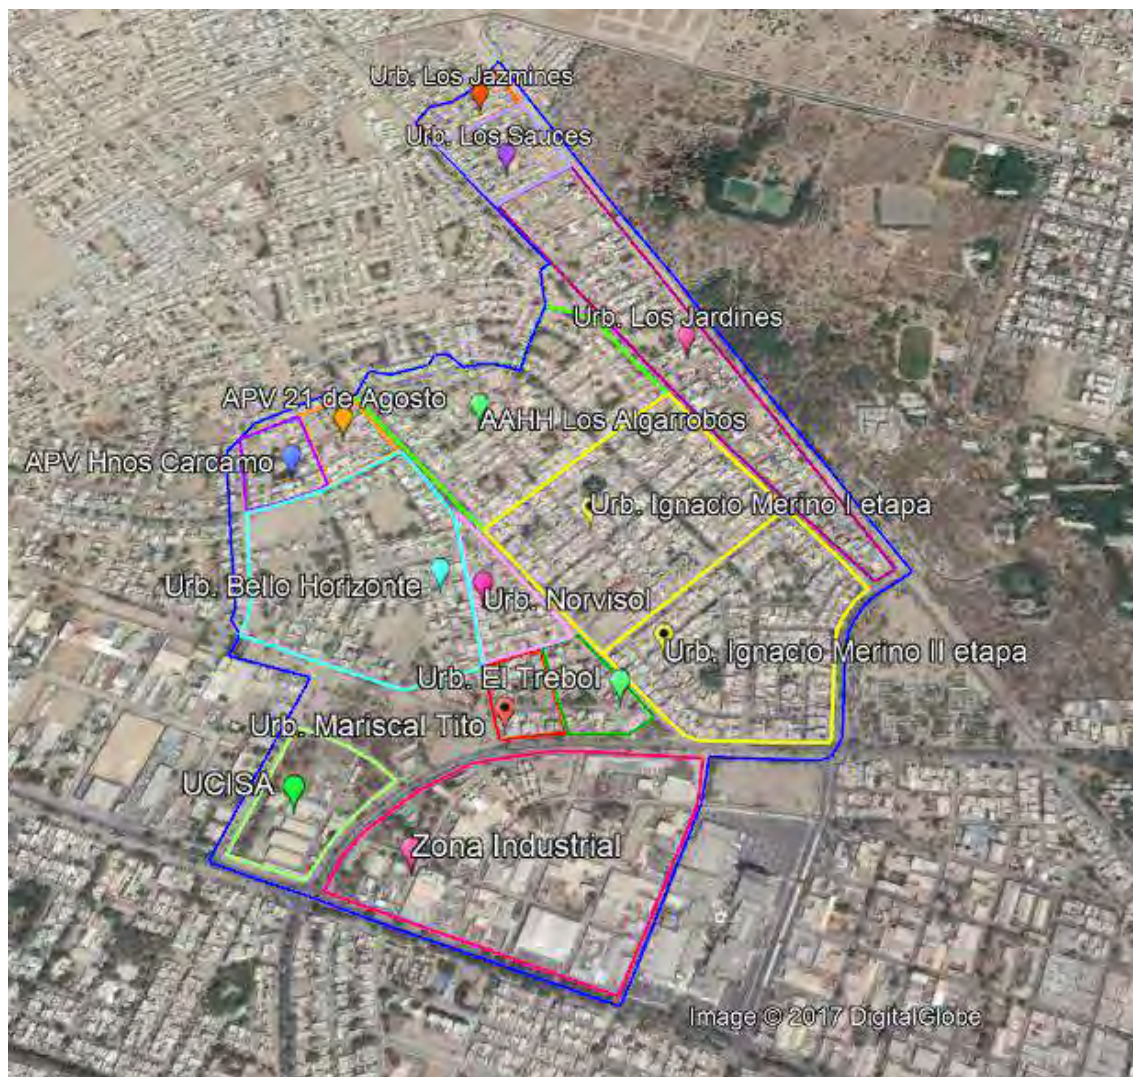 Urb. Los Jazmines
Urb. Los Sauces
Urb. Los Jardines
APV 21 de Agosto
AAHH Los Algarrobos
APV Hnos Carcamo
Urb. Ignacio Merino I etapa
Urb. Bello Horizonte
Urb. Norvisol
Urb. Ignacio Merino II etapa
Urb. El Trebol
Urb. Mariscal Tito
UCISA
Zona Industrial
Image © 2017 DigitalGlobe